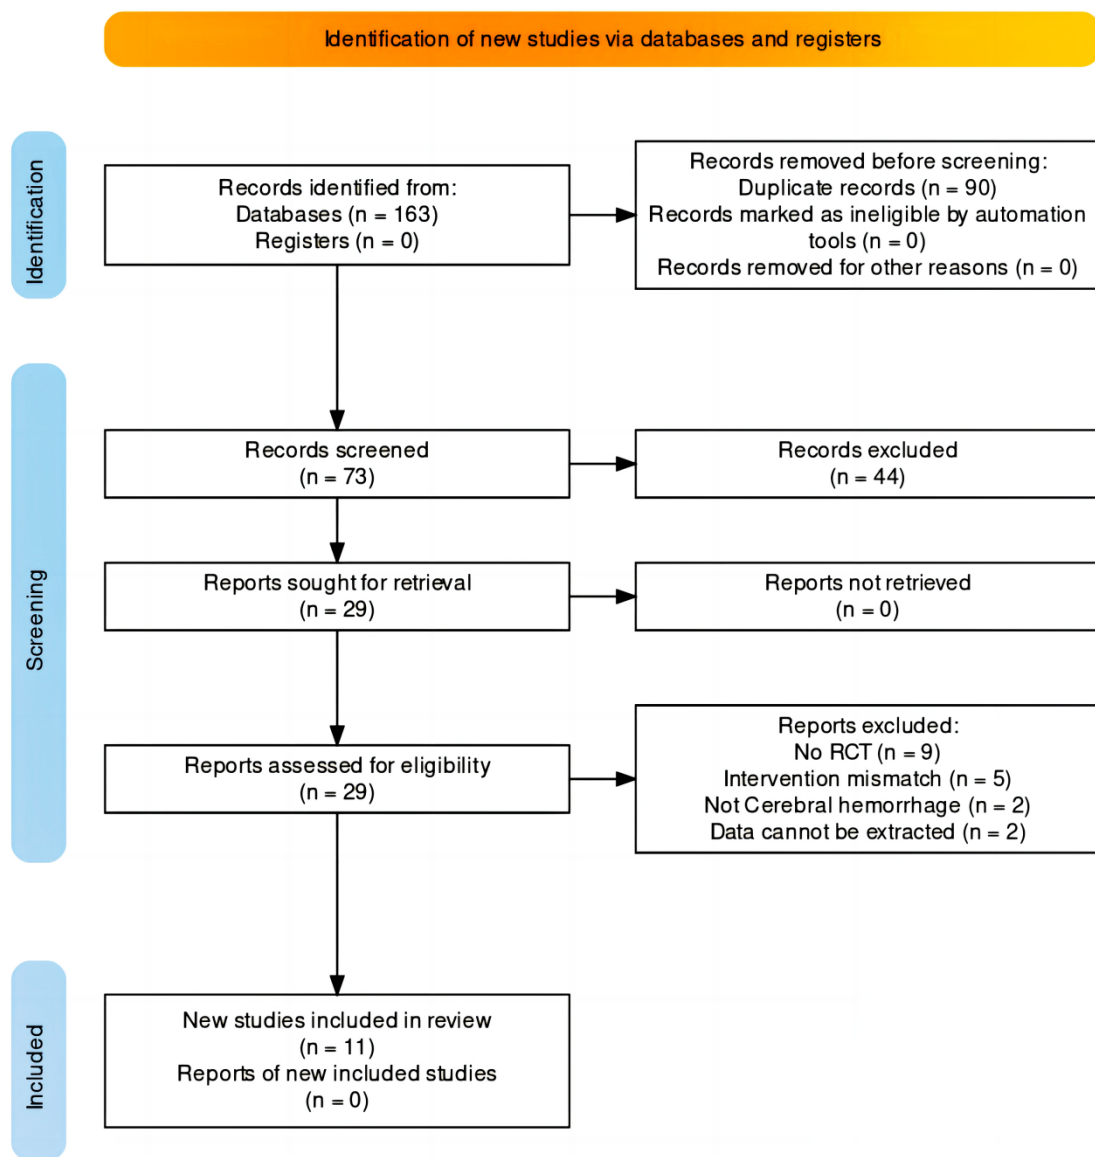 Identification of new studies via databases and registers
Identification
Records identified from:
Databases (n = 163)
Registers (n = 0)
Records removed before screening:
Duplicate records (n = 90)
Records marked as ineligible by automation
tools (n = 0)
Records removed for other reasons (n = 0)
Screening
Records screened
(n = 73)
Records excluded
(n = 44)
Reports sought for retrieval
(n = 29)
Reports not retrieved
(n = 0)
Reports assessed for eligibility
(n = 29)
Reports excluded:
No RCT (n = 9)
Intervention mismatch (n = 5)
Not Cerebral hemorrhage (n = 2)
Data cannot be extracted (n = 2)
Included
New studies included in review
(n = 11)
Reports of new included studies
(n = 0)